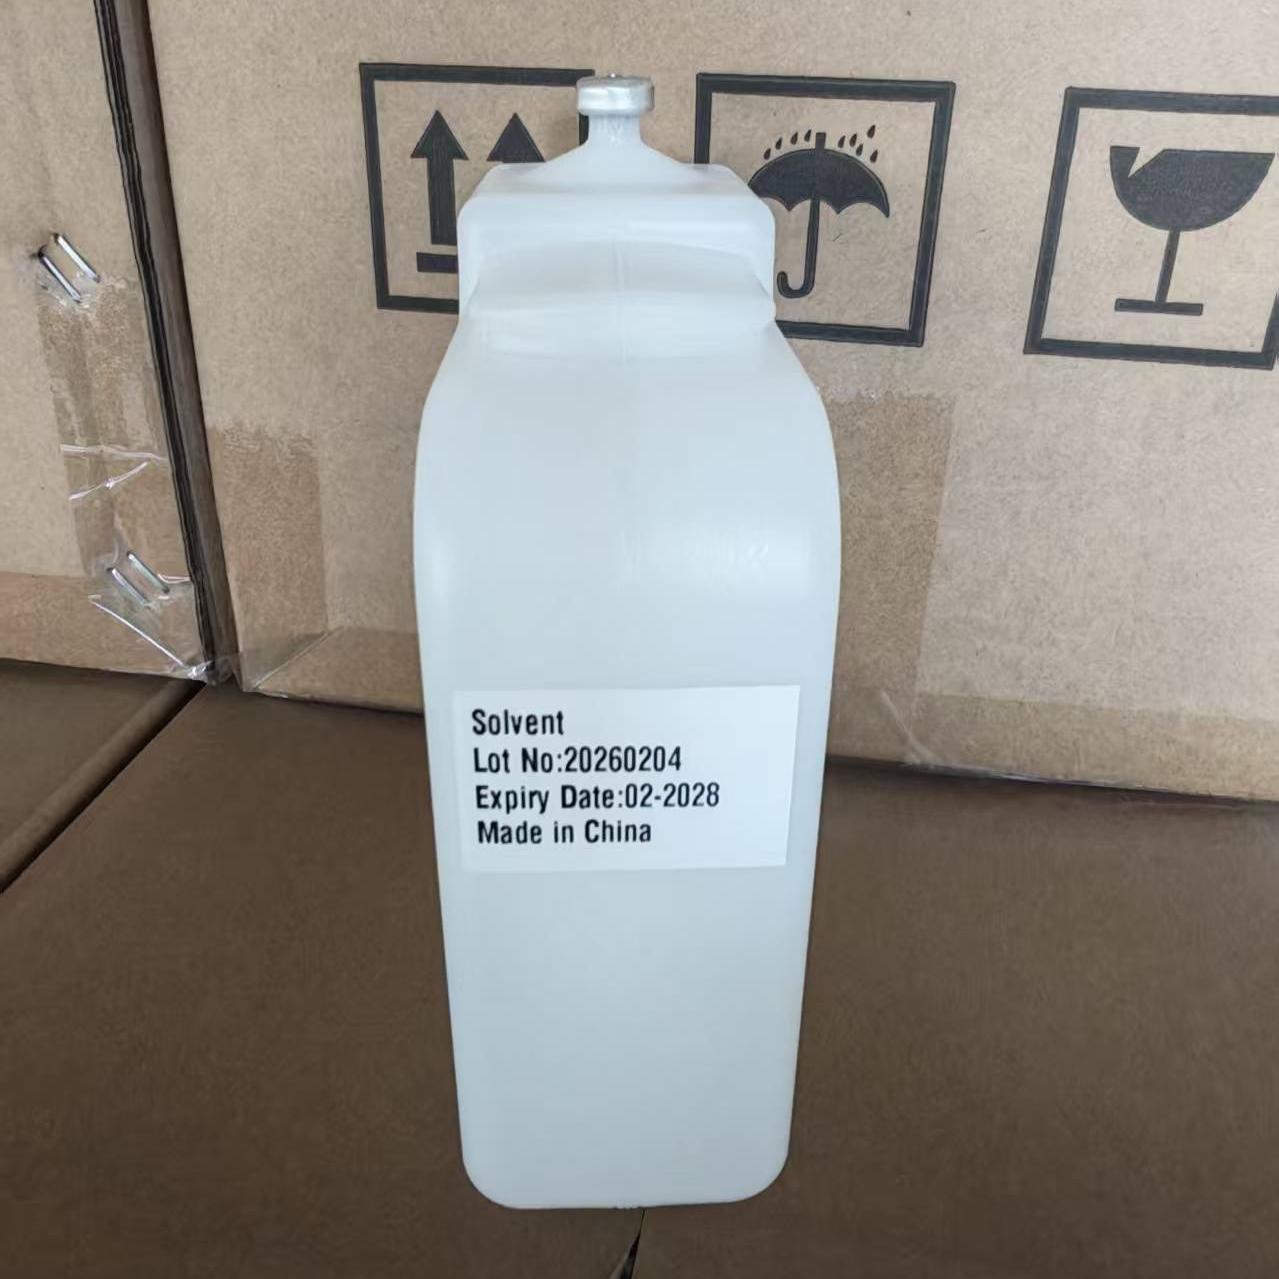 Solvent
Lot No:20260204
Expiry Date:02-2028
Made in China